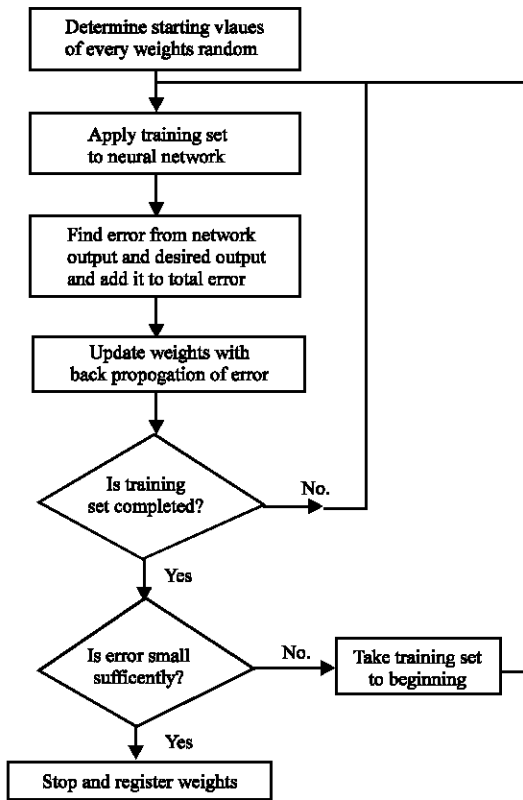 Determine starting vlaues
of every weights random
Apply training set
to neural network
Find error from network
output and desired output
and add it to total error
Update weights with
back propogation of error
Is training
set completed?
No.
Yes
Is error small
sufficently?
No.
Take training set
to beginning
Yes
Stop and register weights